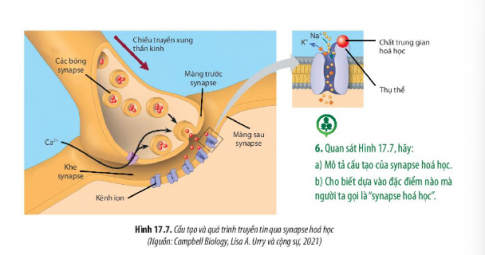 Chiều truyền xung
thần kinh
Các bóng
synapse
Màng trước
synapse
Ca²⁺
Khe
synapse
Kênh ion
Màng sau
synapse
Na⁺
K⁺
Chất trung gian
hoá học
Thụ thể
6. Quan sát Hình 17.7, hãy:
a) Mô tả cấu tạo của synapse hoá học.
b) Cho biết dựa vào đặc điểm nào mà
người ta gọi là “synapse hoá học”.
Hình 17.7. Cấu tạo và quá trình truyền tin qua synapse hoá học
(Nguồn: Campbell Biology, Lisa A. Urry và cộng sự, 2021)